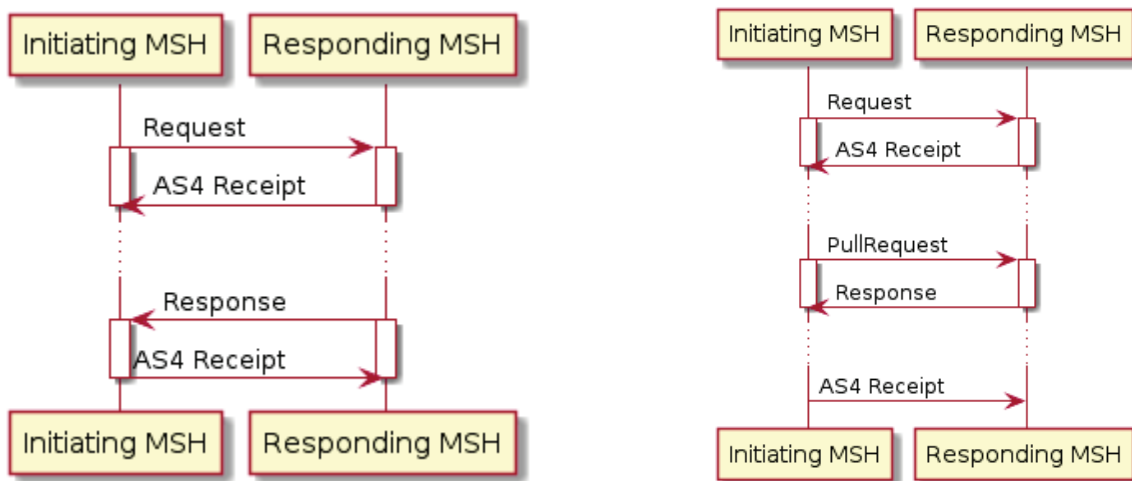 Initiating MSH
Responding MSH
Request
AS4 Receipt
Response
AS4 Receipt
Initiating MSH
Responding MSH
Initiating MSH
Responding MSH
Request
AS4 Receipt
PullRequest
Response
AS4 Receipt
Initiating MSH
Responding MSH